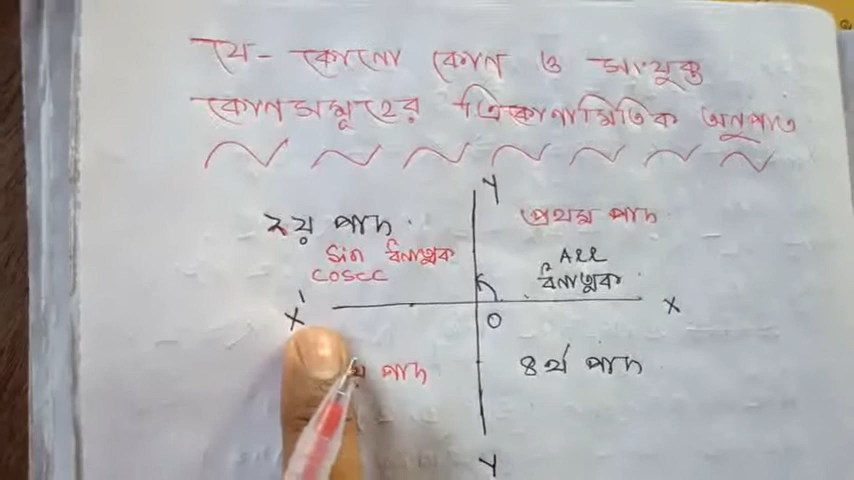 যে-কোনো কোণ ও সংযুক্ত
কোণসমূহের ত্রিকোণমিতিক অনুপাত
Y
২য় পাদ
প্রথম পাদ
Sin ধনাত্মক
All
cosec
ধনাত্মক
X'
O
X
য় পাদ
৪র্থ পাদ
Y